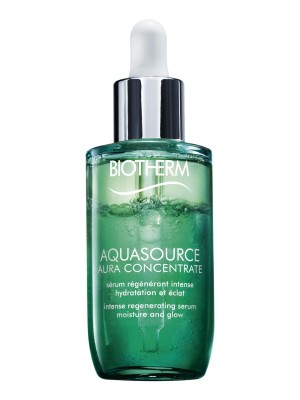 BIOTHERM
AQUASOURCE
AURA CONCENTRATE
sérum régénérant intense
hydratation et éclat
intense regenerating serum
moisture and glow